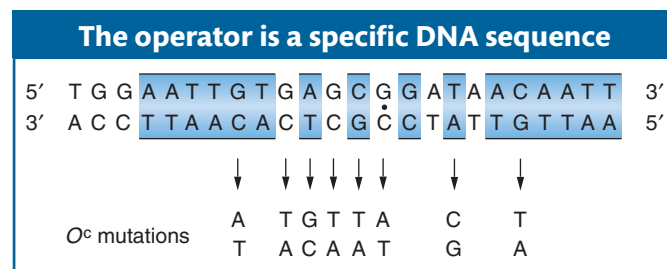 The operator is a specific DNA sequence
5′ T G G A A T T G T G A G C G G A T A A C A A T T 3′
3′ A C C T T A A C A C T C G C C T A T T G T T A A 5′
A T G T T A C T
Oᶜ mutations
T A C A A T G A